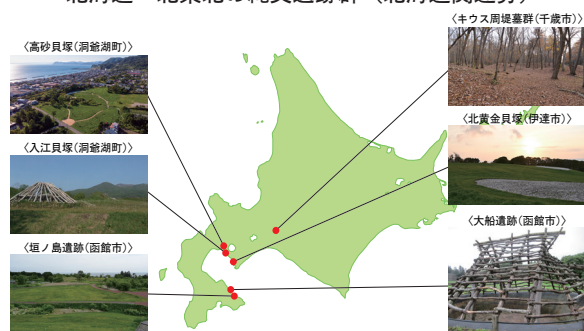 北海道・北東北の縄文遺跡群（北海道関連分）
〈高砂貝塚(洞爺湖町)〉
〈入江貝塚(洞爺湖町)〉
〈垣ノ島遺跡(函館市)〉
〈キウス周堤墓群(千歳市)〉
〈北黄金貝塚(伊達市)〉
〈大船遺跡(函館市)〉